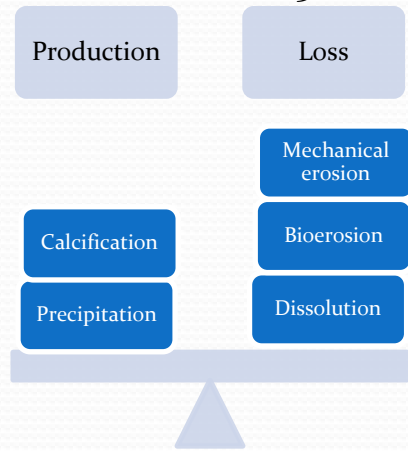 Production
Loss
Mechanical
erosion
Calcification
Bioerosion
Precipitation
Dissolution